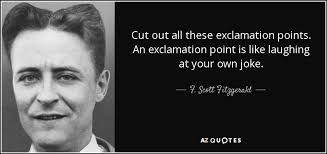 Cut out all these exclamation points.
An exclamation point is like laughing
at your own joke.
F. Scott Fitzgerald
AZ QUOTES